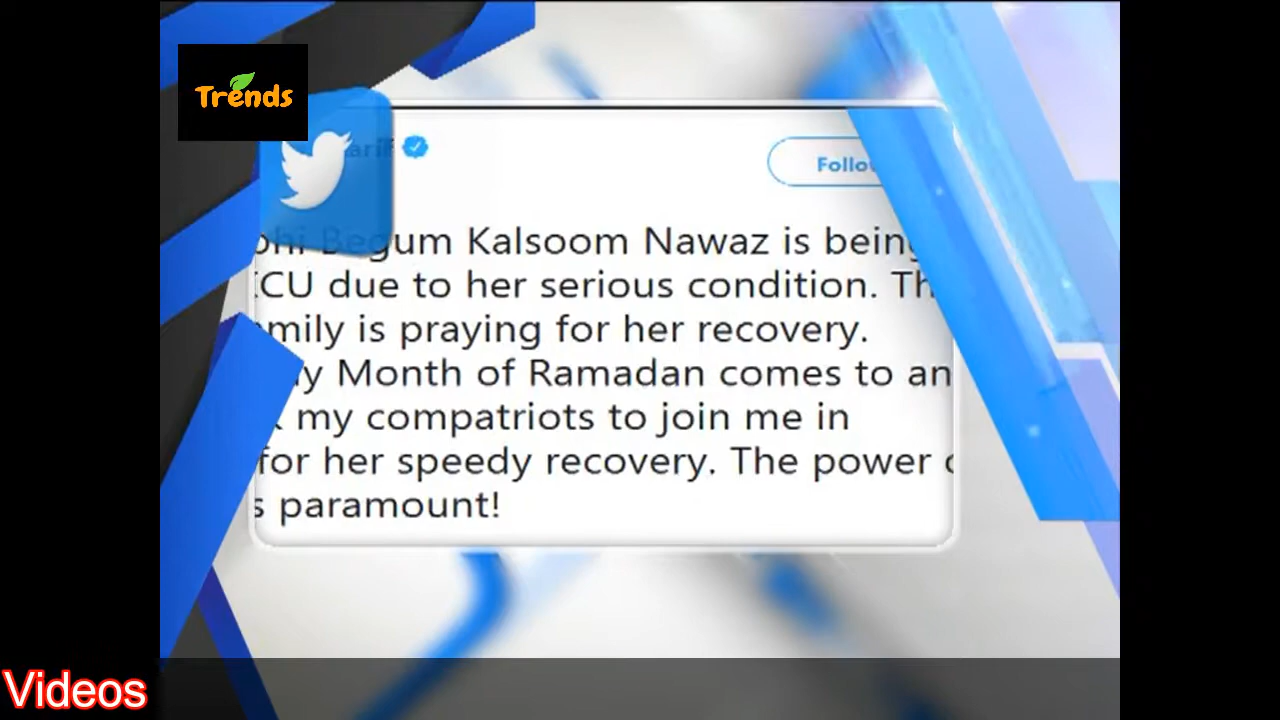 Trends
arif
Follo
ohi Begum Kalsoom Nawaz is being
ICU due to her serious condition. Th
mily is praying for her recovery.
ly Month of Ramadan comes to an
my compatriots to join me in
for her speedy recovery. The power
s paramount!
Videos